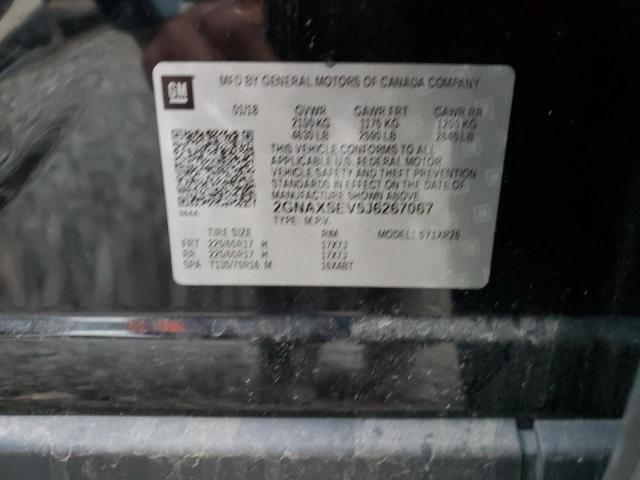 GM
MFD BY GENERAL MOTORS OF CANADA COMPANY
01/18 GVWR GAWR FRT GAWR RR
2100 KG 1175 KG 1200 KG
4630 LB 2590 LB 2646 LB
THIS VEHICLE CONFORMS TO ALL
APPLICABLE U.S. FEDERAL MOTOR
VEHICLE SAFETY AND THEFT PREVENTION
STANDARDS IN EFFECT ON THE DATE OF
MANUFACTURE SHOWN ABOVE
2GNAXSEV5J6267067
TYPE: M.P.V. MODEL: 1XR26
TIRE SIZE RIM
FRT 225/65R17 H 17X7J
RR 225/65R17 H 17X7J
SPA T135/70R16 M 16X4BT